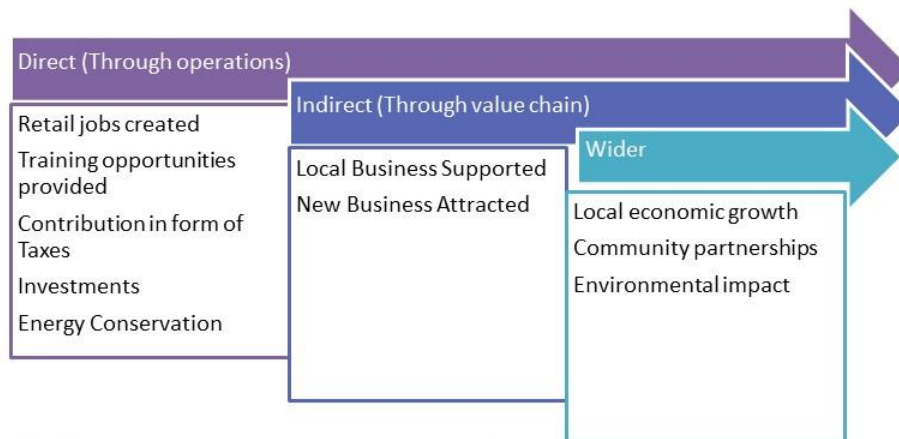 Direct (Through operations)
Retail jobs created
Training opportunities
provided
Contribution in form of
Taxes
Investments
Energy Conservation
Indirect (Through value chain)
Local Business Supported
New Business Attracted
Wider
Local economic growth
Community partnerships
Environmental impact